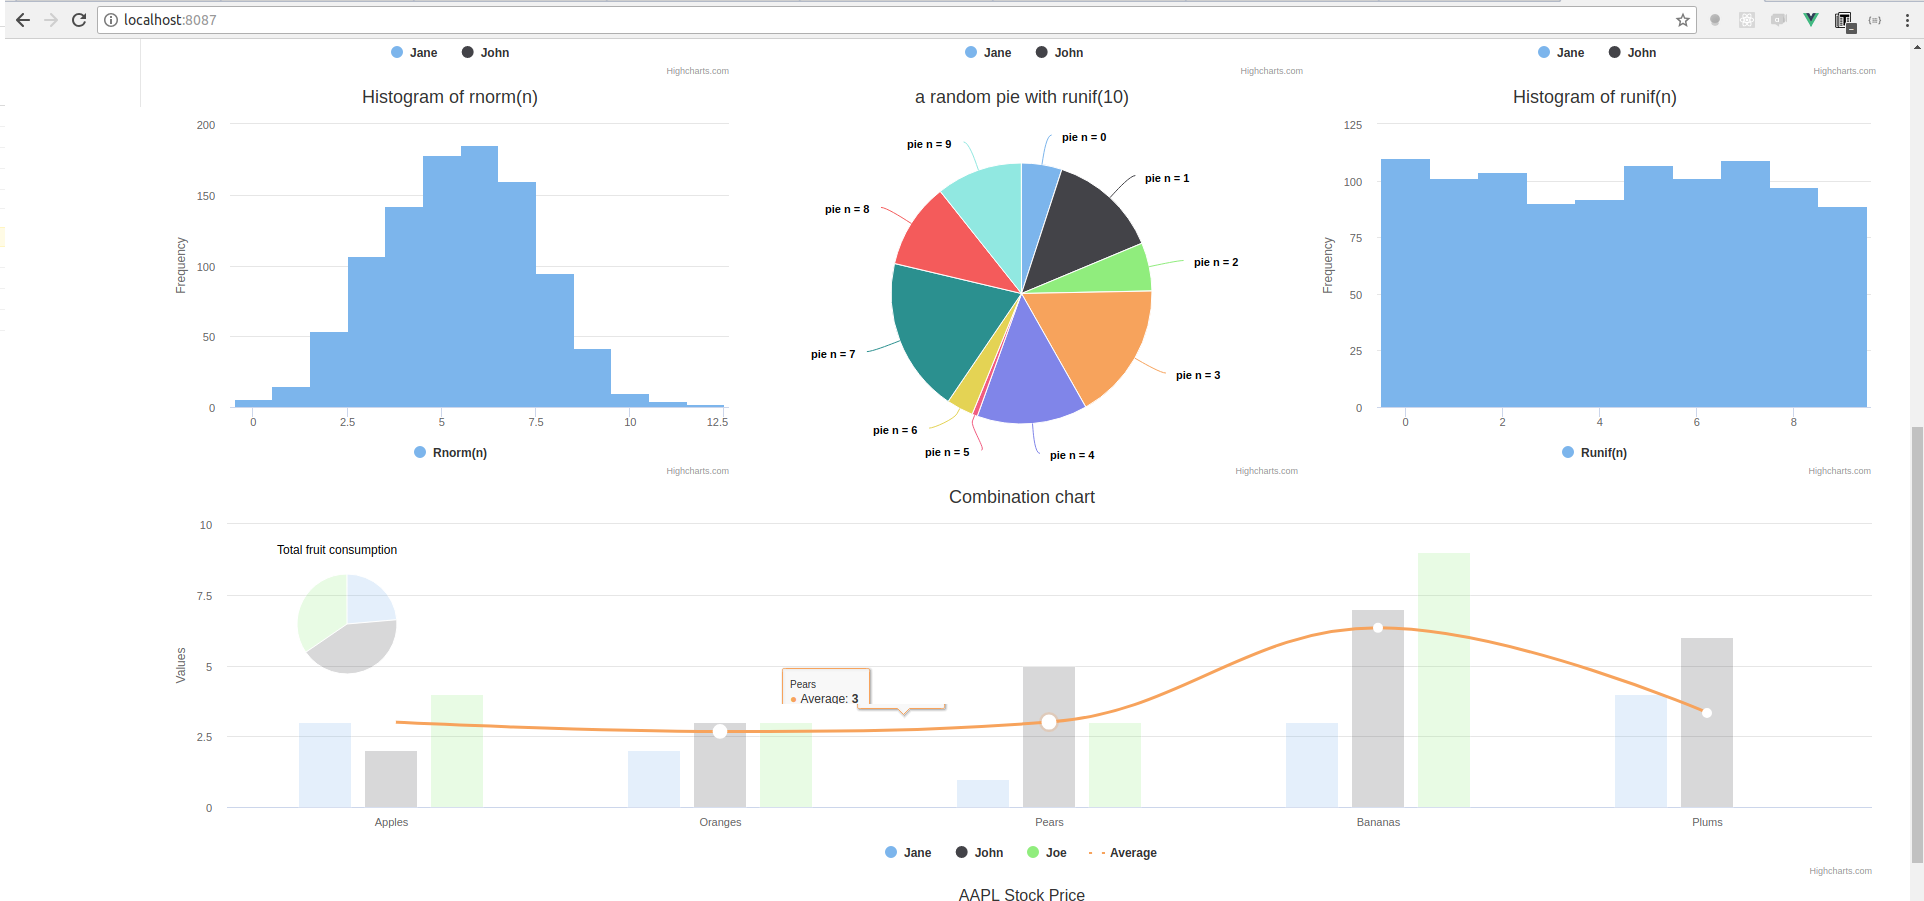 localhost:8087
Jane John
Highcharts.com
Jane John
Highcharts.com
Jane John
Highcharts.com
Histogram of rnorm(n)
200
150
100
50
0
Frequency
0 2.5 5 7.5 10 12.5
Rnorm(n)
Highcharts.com
a random pie with runif(10)
pie n = 0
pie n = 1
pie n = 2
pie n = 3
pie n = 4
pie n = 5
pie n = 6
pie n = 7
pie n = 8
pie n = 9
Highcharts.com
Histogram of runif(n)
125
100
75
50
25
0
Frequency
0 2 4 6 8
Runif(n)
Highcharts.com
Combination chart
10
7.5
5
2.5
0
Values
Total fruit consumption
Pears
Average: 3
Apples Oranges Pears Bananas Plums
Jane John Joe Average
Highcharts.com
AAPL Stock Price